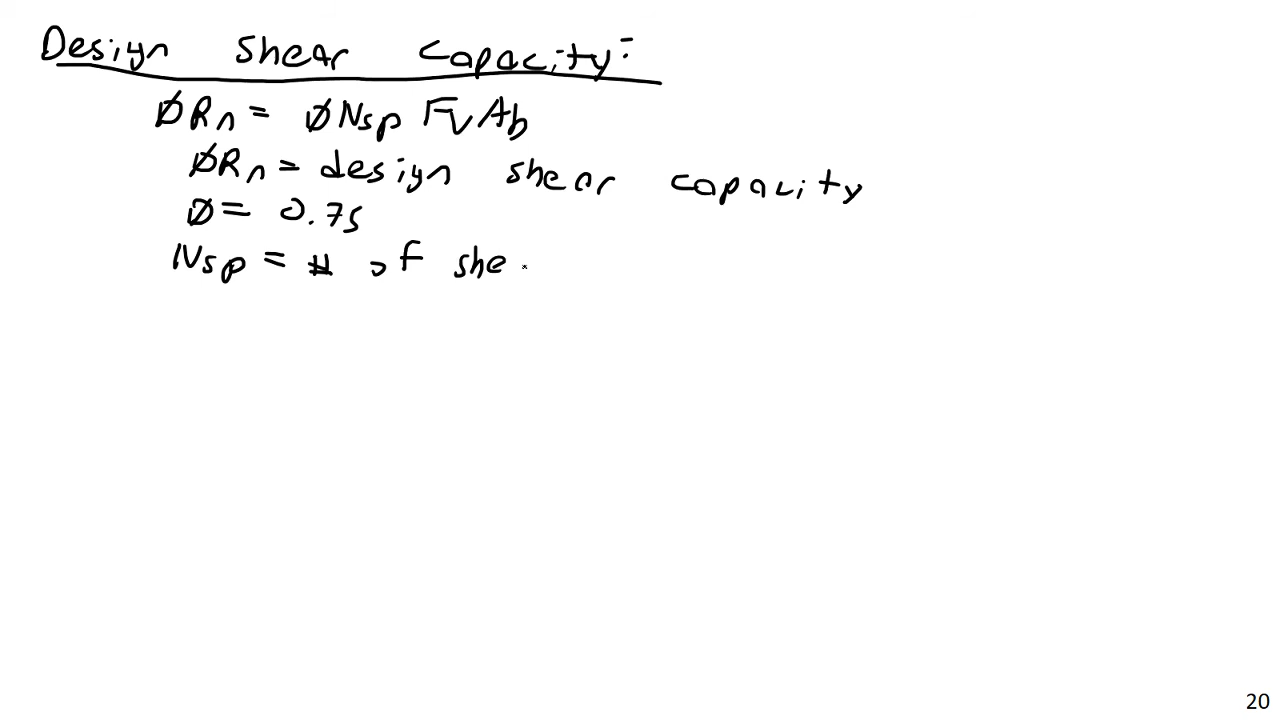 Design shear capacity:
ØRn = ØNsp Fv Ab
ØRn = design shear capacity
Ø = 0.75
Nsp = # of she
20